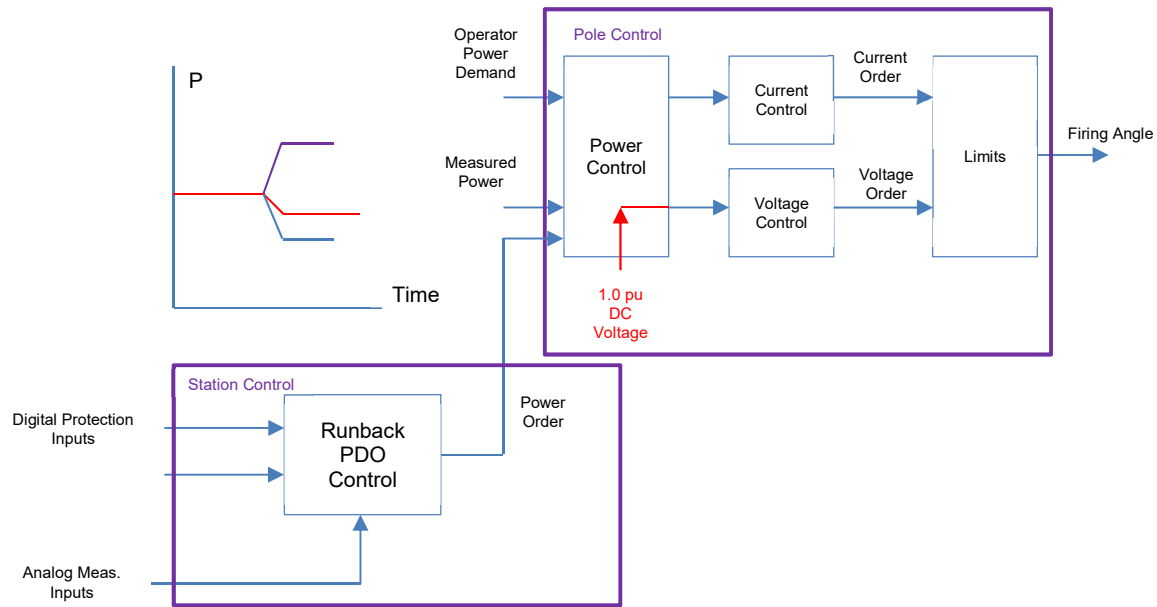 P
Time
Operator
Power
Demand
Measured
Power
Pole Control
Power
Control
1.0 pu
DC
Voltage
Current
Control
Voltage
Control
Current
Order
Voltage
Order
Limits
Firing Angle
Station Control
Digital Protection
Inputs
Runback
PDO
Control
Power
Order
Analog Meas.
Inputs